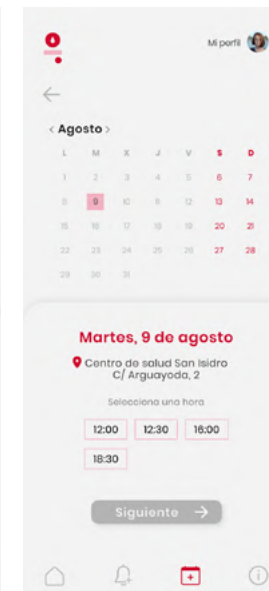 Mi perfil
< Agosto >
L M X J V S D
1 2 3 4 5 6 7
8 9 10 11 12 13 14
15 16 17 18 19 20 21
22 23 24 25 26 27 28
29 30 31
Martes, 9 de agosto
Centro de salud San Isidro
C/ Arguayoda, 2
Selecciona una hora
12:00 12:30 16:00
18:30
Siguiente →